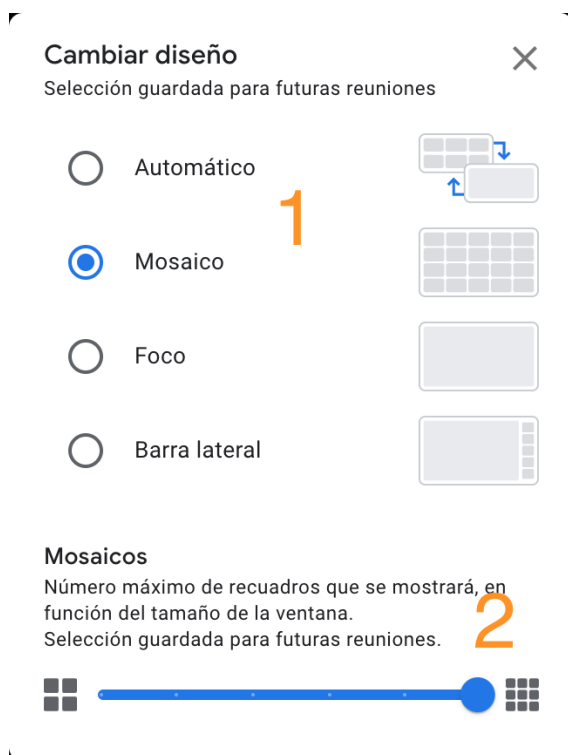 Cambiar diseño
Selección guardada para futuras reuniones
Automático
1
Mosaico
Foco
Barra lateral
Mosaicos
Número máximo de recuadros que se mostrará, en
función del tamaño de la ventana.
2
Selección guardada para futuras reuniones.